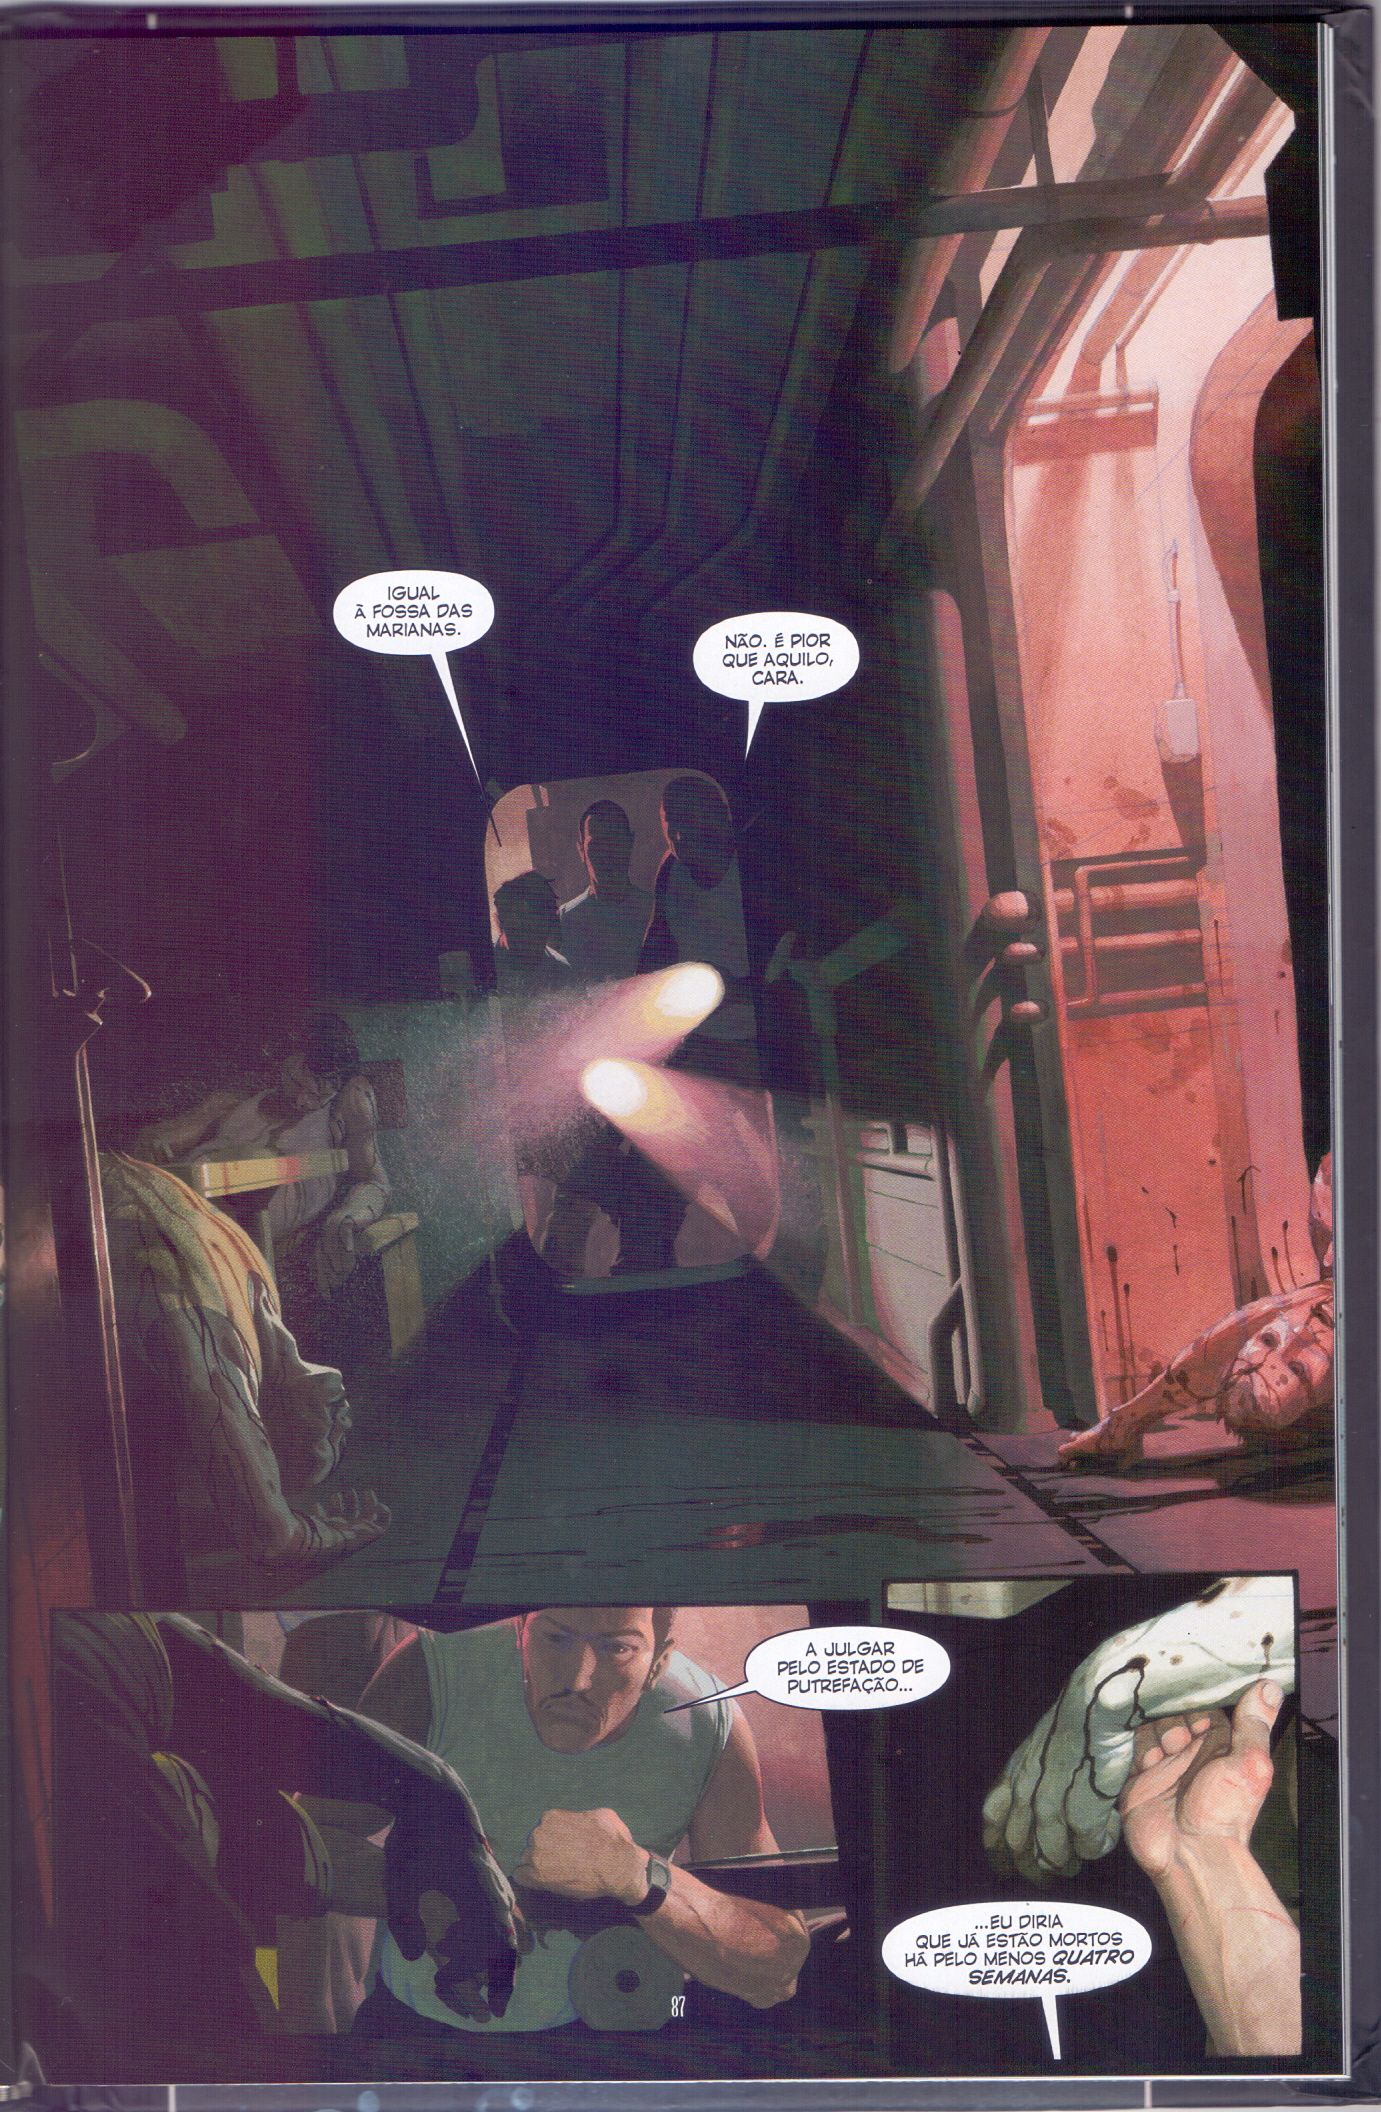 IGUAL
À FOSSA DAS
MARIANAS.
NÃO. É PIOR
QUE AQUILO,
CARA.
A JULGAR
PELO ESTADO DE
PUTREFAÇÃO...
...EU DIRIA
QUE JÁ ESTÃO MORTOS
HÁ PELO MENOS QUATRO
SEMANAS.
87